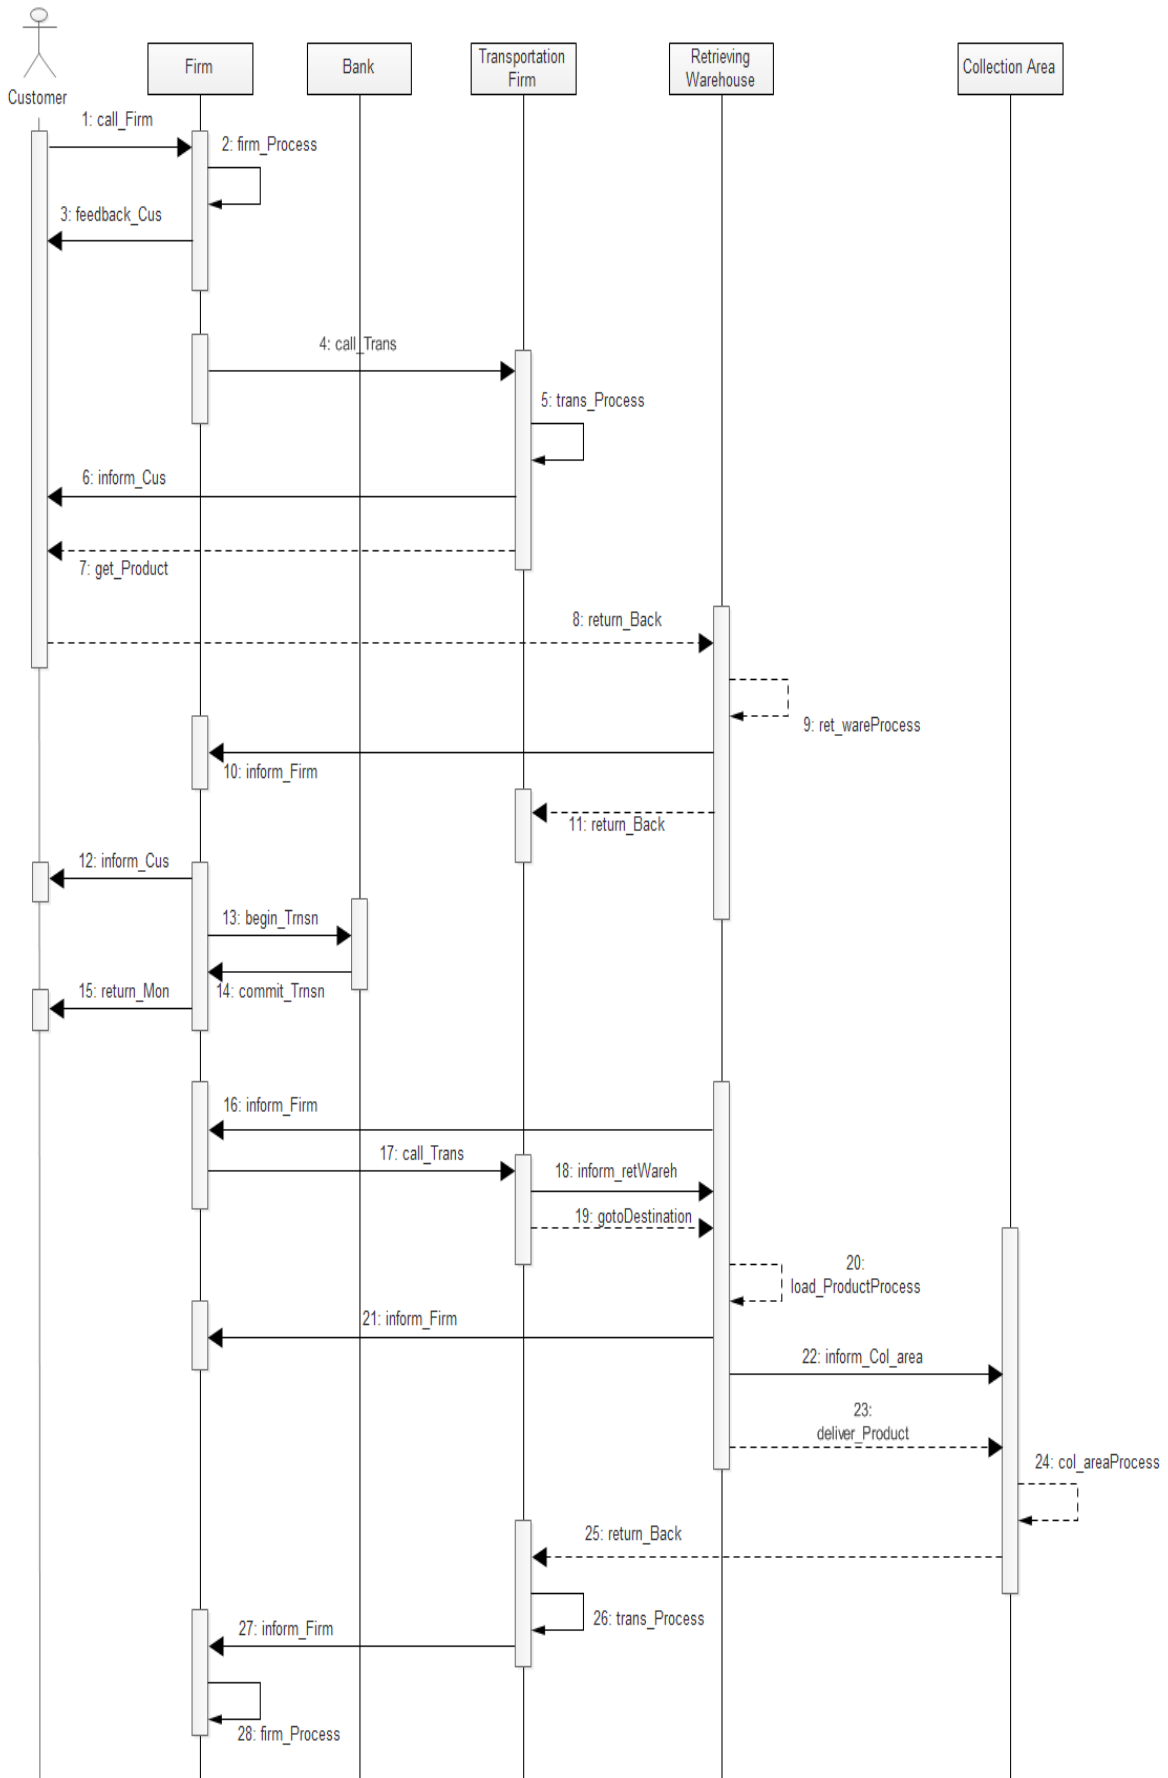 Customer
Firm
Bank
Transportation
Firm
Retrieving
Warehouse
Collection Area
1: call_Firm
2: firm_Process
3: feedback_Cus
4: call_Trans
5: trans_Process
6: inform_Cus
7: get_Product
8: return_Back
9: ret_wareProcess
10: inform_Firm
11: return_Back
12: inform_Cus
13: begin_Trnsn
14: commit_Trnsn
15: return_Mon
16: inform_Firm
17: call_Trans
18: inform_retWareh
19: gotoDestination
20:
load_ProductProcess
21: inform_Firm
22: inform_Col_area
23:
deliver_Product
24: col_areaProcess
25: return_Back
26: trans_Process
27: inform_Firm
28: firm_Process